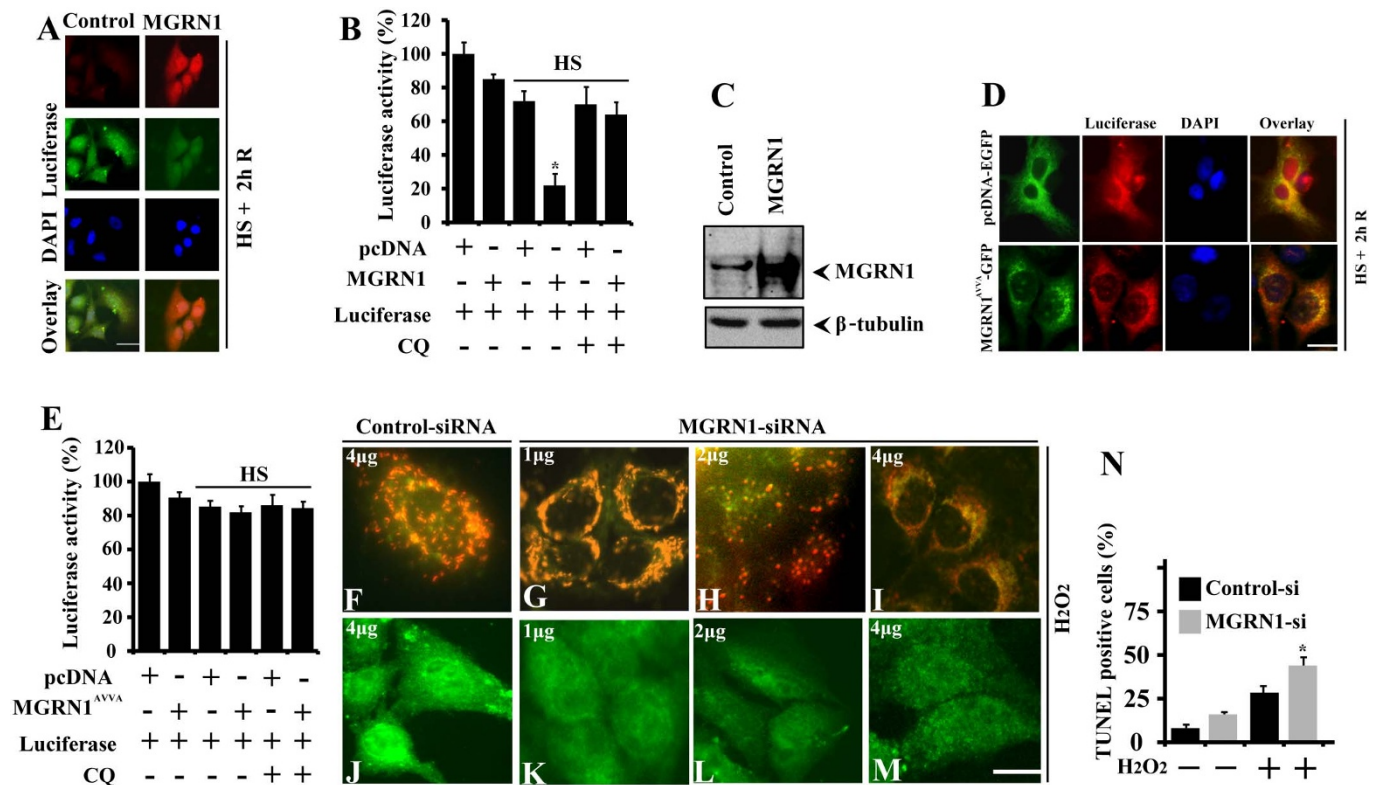 A
Control MGRN1
Luciferase
DAPI
Overlay
HS + 2h R
B
Luciferase activity (%)
120
100
80
60
40
20
0
HS
*
pcDNA + - + - + -
MGRN1 - + - + - +
Luciferase + + + + + +
CQ - - - - + +
C
Control
MGRN1
MGRN1
β-tubulin
D
Luciferase DAPI Overlay
pcDNA-EGFP
MGRN1AVVA-GFP
HS + 2h R
E
Luciferase activity (%)
120
100
80
60
40
20
0
HS
pcDNA + - + - + -
MGRN1AVVA - + - + - +
Luciferase + + + + + +
CQ - - - - + +
Control-siRNA MGRN1-siRNA
4µg 1µg 2µg 4µg
F G H I
4µg 1µg 2µg 4µg
J K L M
H2O2
N
TUNEL positive cells (%)
75
50
25
0
Control-si
MGRN1-si
*
H2O2 — — + +